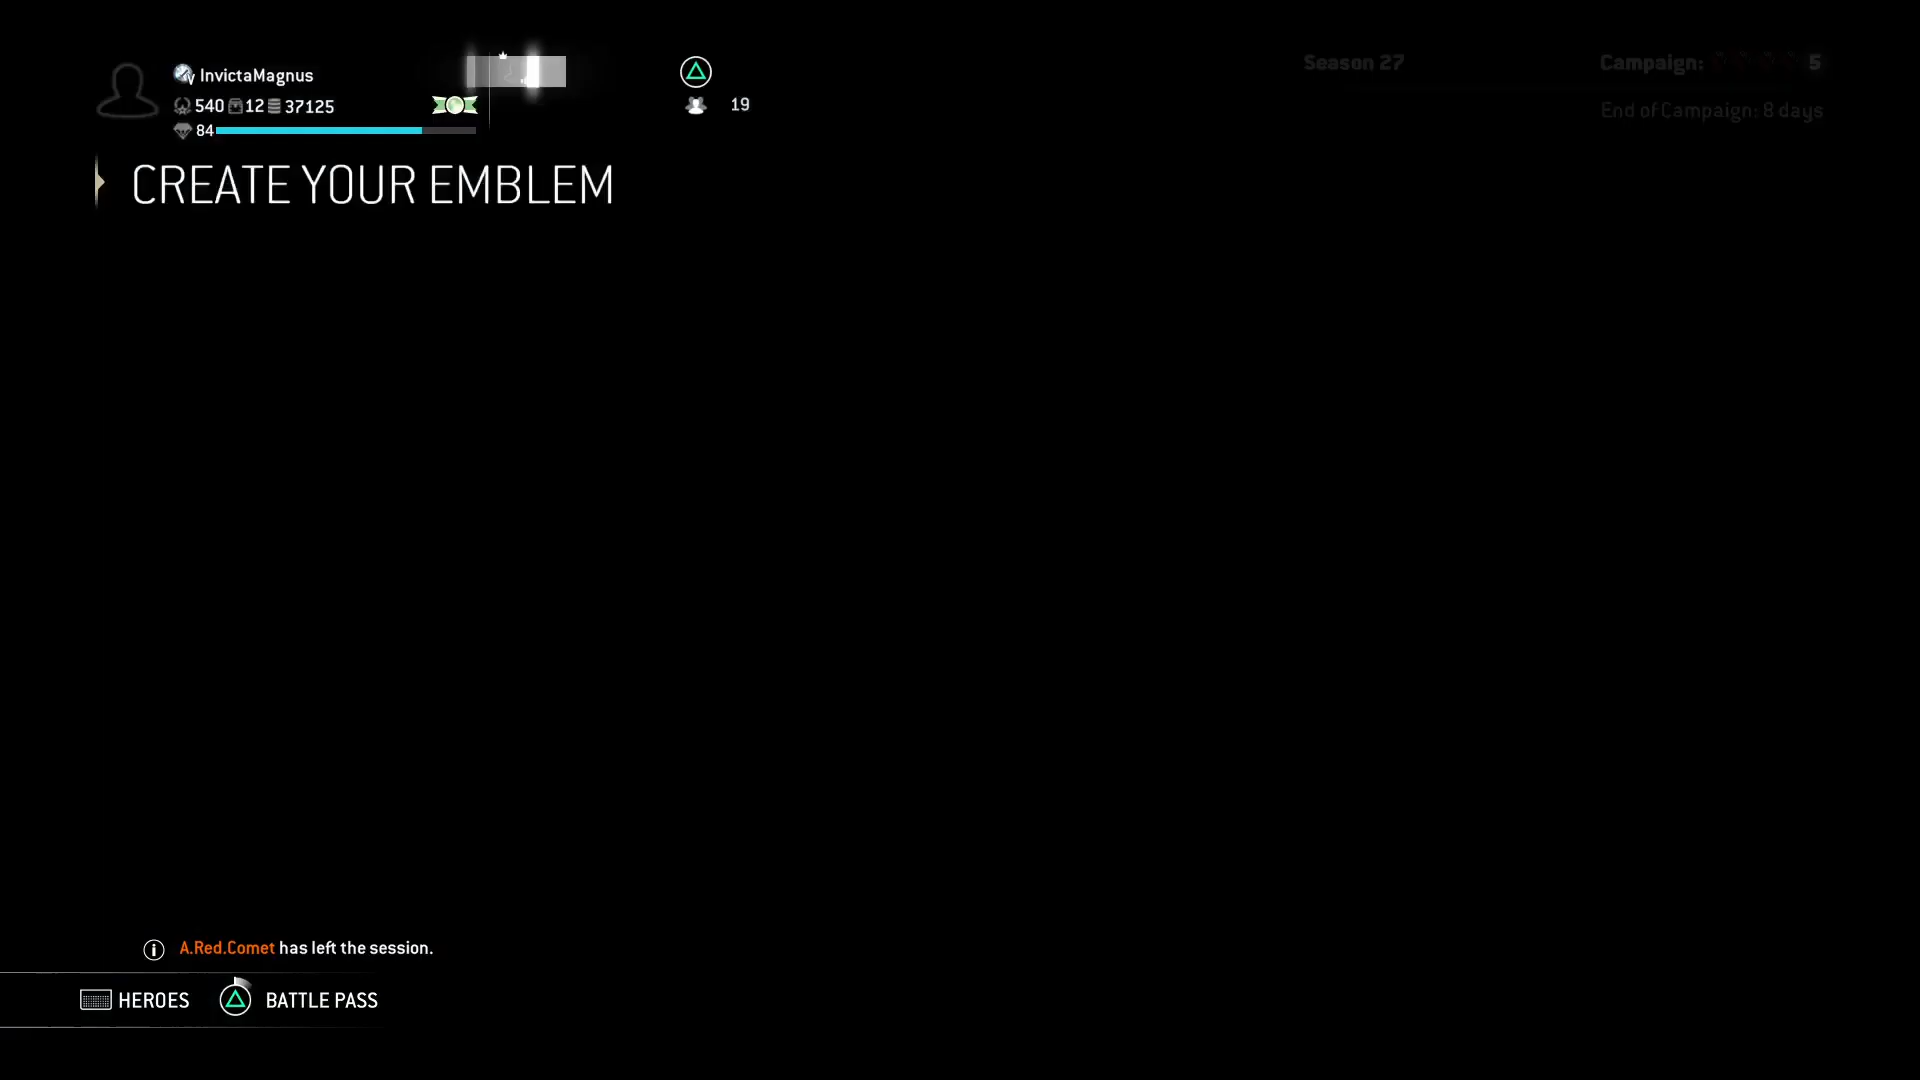 InvictaMagnus
540 12 37125
84
19
Season 27
Campaign: 5
End of Campaign: 8 days
CREATE YOUR EMBLEM
A.Red.Comet has left the session.
HEROES BATTLE PASS